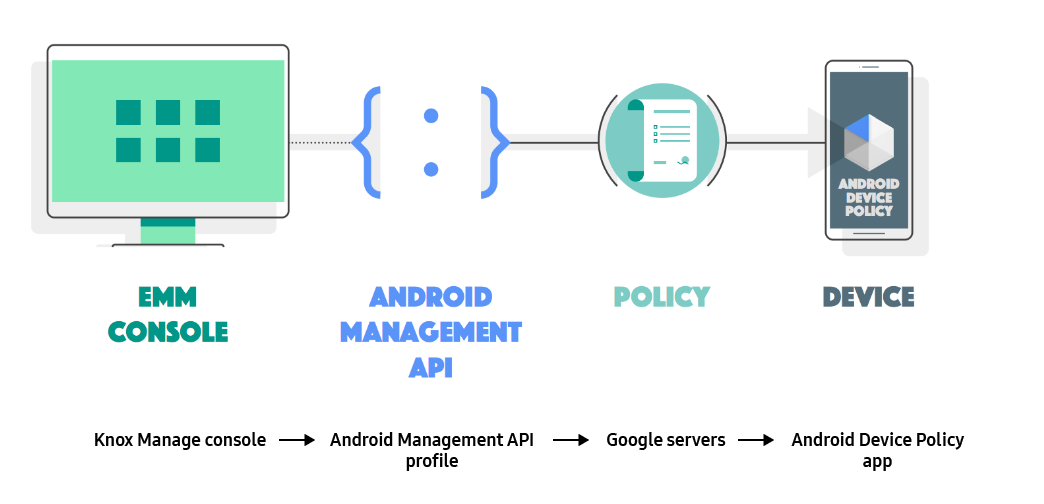 ANDROID
DEVICE
POLICY
EMM
CONSOLE
ANDROID
MANAGEMENT
API
POLICY
DEVICE
Knox Manage console
Android Management API
profile
Google servers
Android Device Policy
app